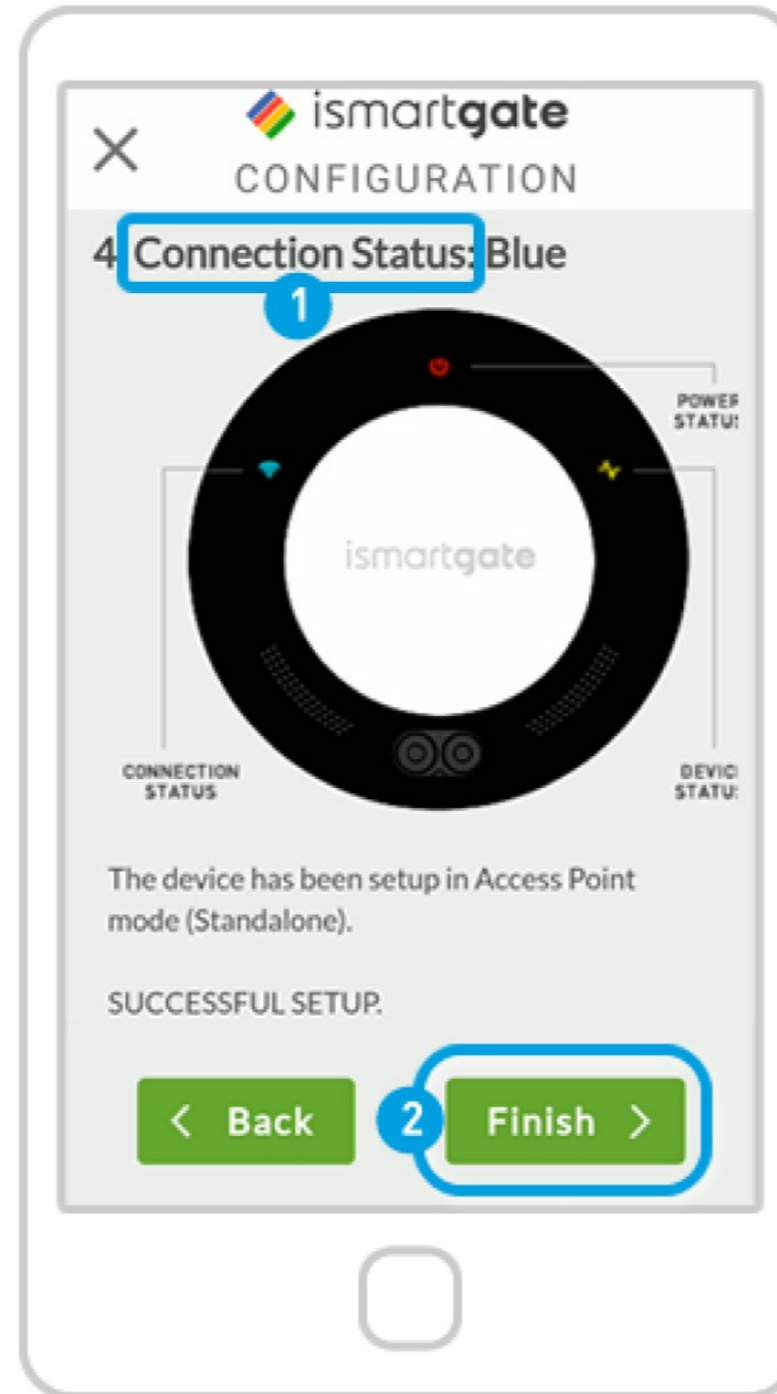 ismartgate
CONFIGURATION
4 Connection Status: Blue
1
POWER
STATUS
ismartgate
CONNECTION
STATUS
DEVIC
STATU
The device has been setup in Access Point
mode (Standalone).
SUCCESSFUL SETUP.
Back
2
Finish